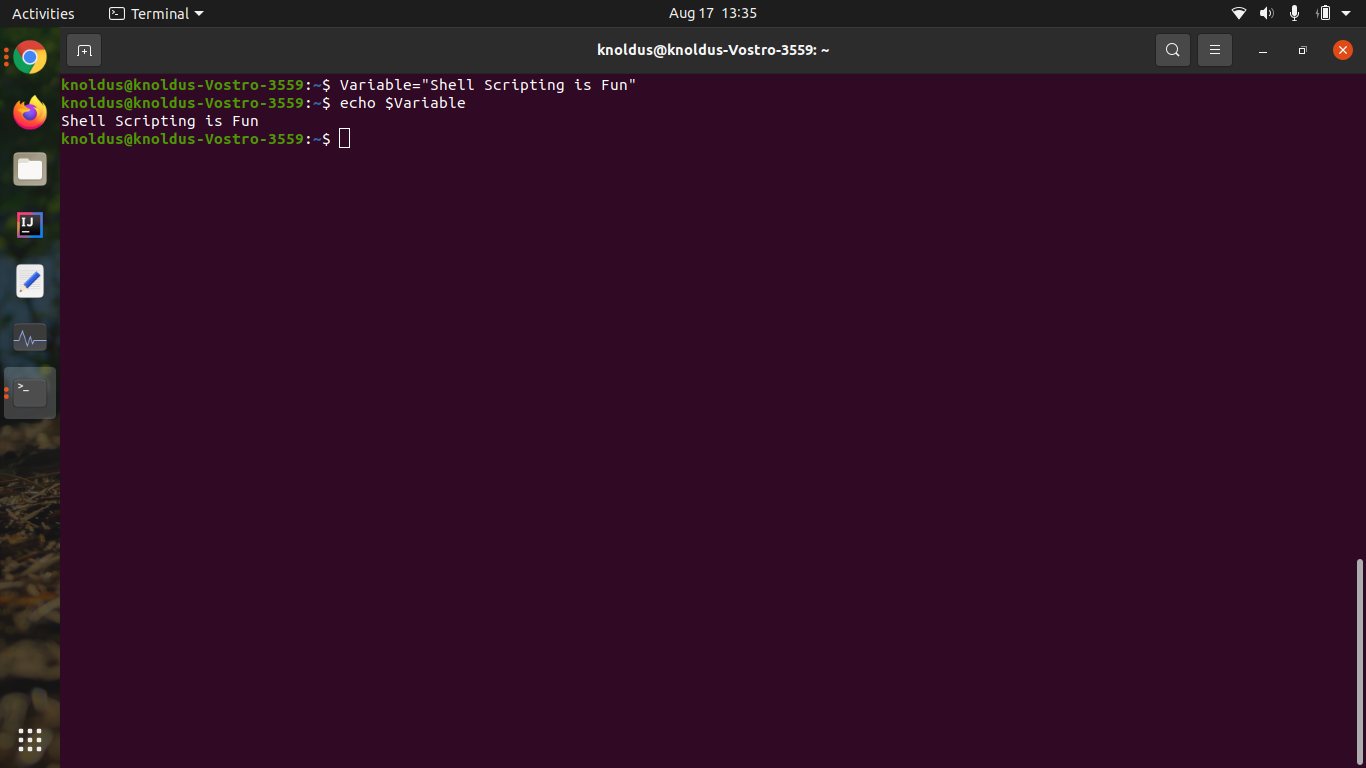 Activities Terminal Aug 17 13:35
knoldus@knoldus-Vostro-3559: ~
knoldus@knoldus-Vostro-3559:~$ Variable="Shell Scripting is Fun"
knoldus@knoldus-Vostro-3559:~$ echo $Variable
Shell Scripting is Fun
knoldus@knoldus-Vostro-3559:~$
IJ
>_